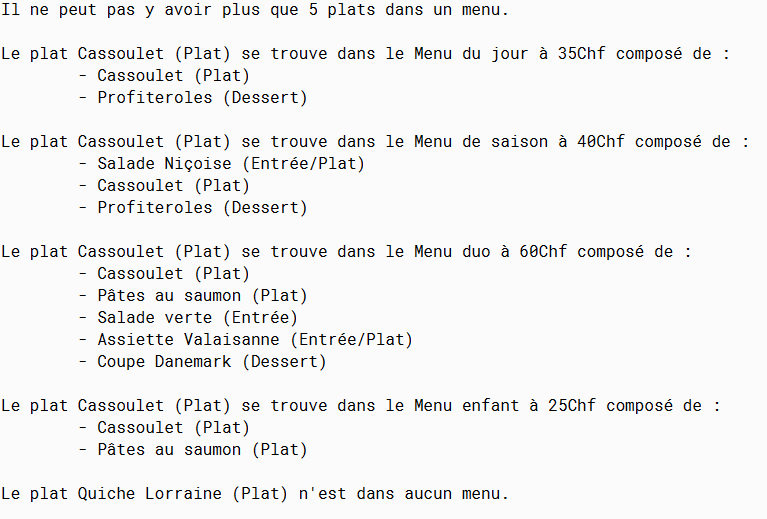 Il ne peut pas y avoir plus que 5 plats dans un menu.
Le plat Cassoulet (Plat) se trouve dans le Menu du jour à 35Chf composé de :
- Cassoulet (Plat)
- Profiteroles (Dessert)
Le plat Cassoulet (Plat) se trouve dans le Menu de saison à 40Chf composé de :
- Salade Niçoise (Entrée/Plat)
- Cassoulet (Plat)
- Profiteroles (Dessert)
Le plat Cassoulet (Plat) se trouve dans le Menu duo à 60Chf composé de :
- Cassoulet (Plat)
- Pâtes au saumon (Plat)
- Salade verte (Entrée)
- Assiette Valaisanne (Entrée/Plat)
- Coupe Danemark (Dessert)
Le plat Cassoulet (Plat) se trouve dans le Menu enfant à 25Chf composé de :
- Cassoulet (Plat)
- Pâtes au saumon (Plat)
Le plat Quiche Lorraine (Plat) n'est dans aucun menu.